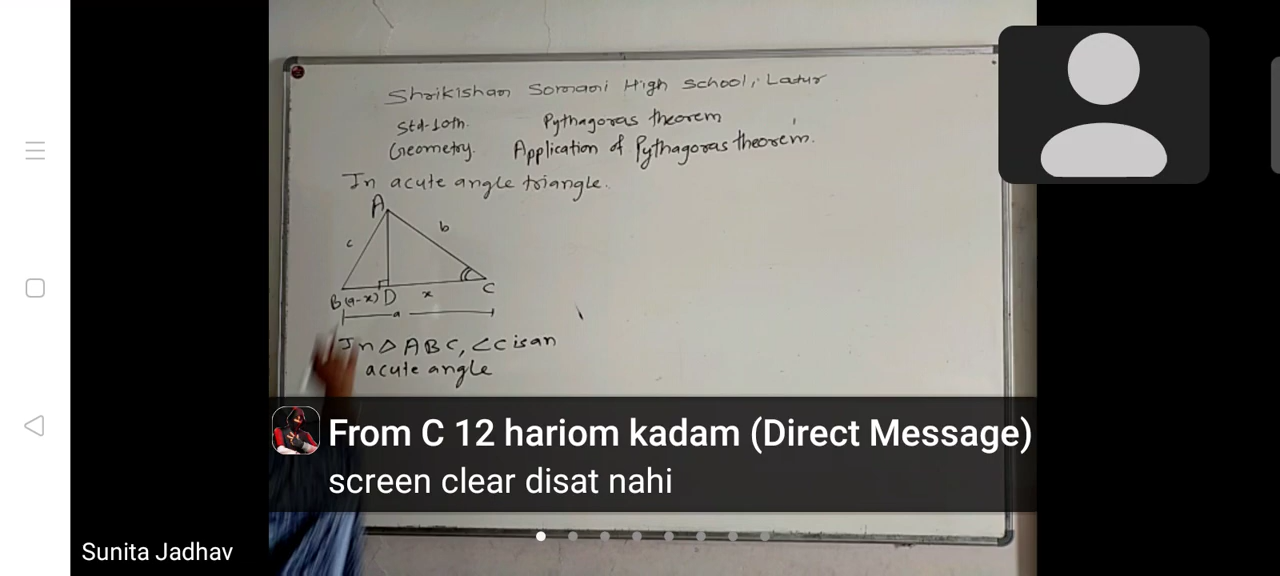 Shrikishan Somani High School, Latur
Std-10th. Pythagoras theorem
Geometry. Application of Pythagoras theorem.
In acute angle triangle.
A
c
b
B (a-x) D x C
a
In △ ABC, ∠C is an
acute angle
From C 12 hariom kadam (Direct Message)
screen clear disat nahi
Sunita Jadhav